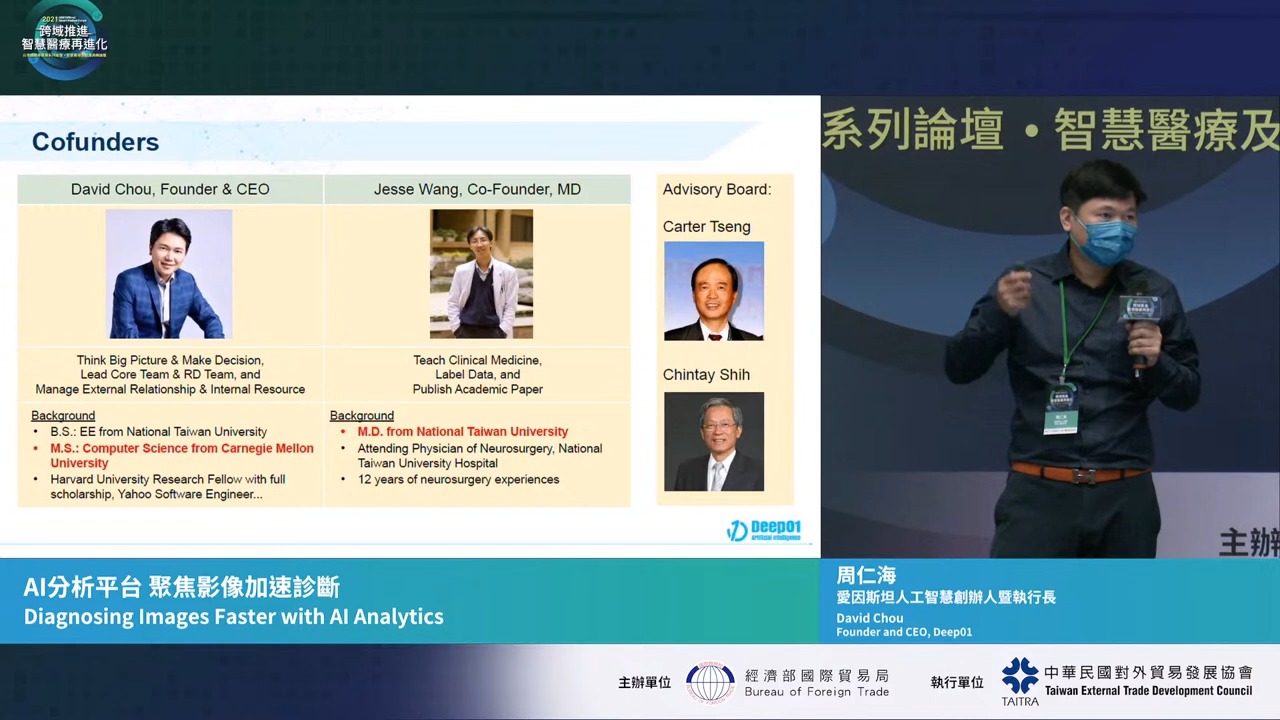 2021
跨域推進
智慧醫療再進化
Cofunders
David Chou, Founder & CEO
Jesse Wang, Co-Founder, MD
Think Big Picture & Make Decision,
Lead Core Team & RD Team, and
Manage External Relationship & Internal Resource
Teach Clinical Medicine,
Label Data, and
Publish Academic Paper
Background
• B.S.: EE from National Taiwan University
• M.S.: Computer Science from Carnegie Mellon
University
• Harvard University Research Fellow with full
scholarship, Yahoo Software Engineer...
Background
• M.D. from National Taiwan University
• Attending Physician of Neurosurgery, National
Taiwan University Hospital
• 12 years of neurosurgery experiences
Advisory Board:
Carter Tseng
Chintay Shih
Deep01
Artificial Intelligence
系列論壇•智慧醫療及
主辦
AI分析平台 聚焦影像加速診斷
Diagnosing Images Faster with AI Analytics
周仁海
愛因斯坦人工智慧創辦人暨執行長
David Chou
Founder and CEO, Deep01
主辦單位
經濟部國際貿易局
Bureau of Foreign Trade
執行單位
TAITRA
中華民國對外貿易發展協會
Taiwan External Trade Development Council